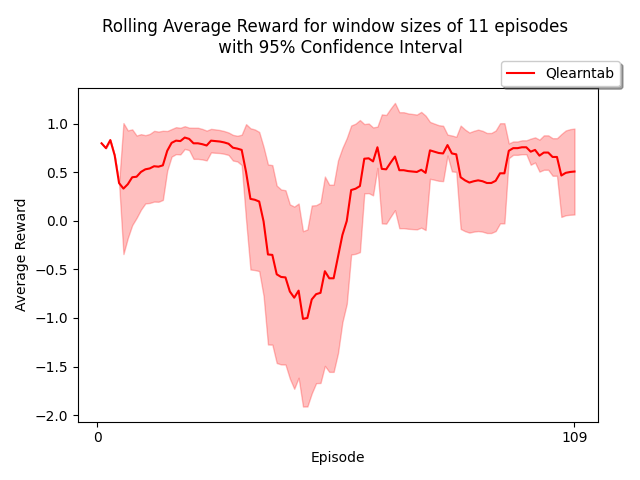 Rolling Average Reward for window sizes of 11 episodes
with 95% Confidence Interval
Qlearntab
1.0
0.5
0.0
−0.5
−1.0
−1.5
−2.0
Average Reward
0
109
Episode